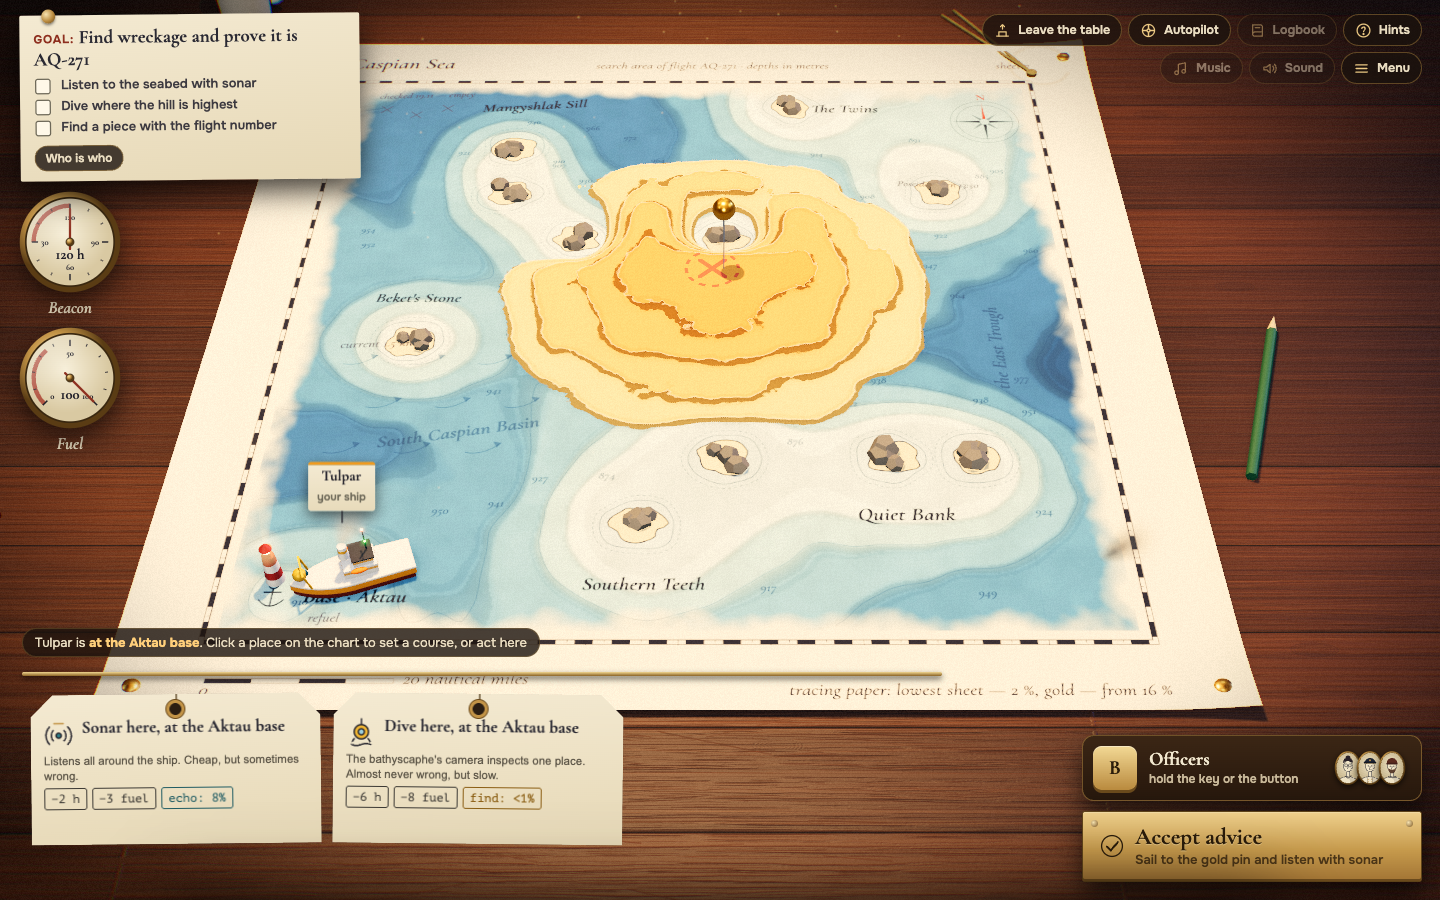 GOAL: Find wreckage and prove it is
AQ-271
Listen to the seabed with sonar
Dive where the hill is highest
Find a piece with the flight number
Who is who
Leave the table
Autopilot
Logbook
Hints
Music
Sound
Menu
Caspian Sea
search area of flight AQ-271 · depths in metres
Mangyshlak Sill
The Twins
120 h
Beacon
100
Fuel
Beket's Stone
the East Trough
South Caspian Basin
Tulpar
your ship
Quiet Bank
Southern Teeth
Base · Aktau
refuel
927
941
950
924
917
949
Tulpar is at the Aktau base. Click a place on the chart to set a course, or act here
20 nautical miles
tracing paper: lowest sheet — 2 %, gold — from 16 %
Sonar here, at the Aktau base
Listens all around the ship. Cheap, but sometimes
wrong.
−2 h
−3 fuel
echo: 8%
Dive here, at the Aktau base
The bathyscaphe's camera inspects one place.
Almost never wrong, but slow.
−6 h
−8 fuel
find: <1%
B
Officers
hold the key or the button
Accept advice
Sail to the gold pin and listen with sonar